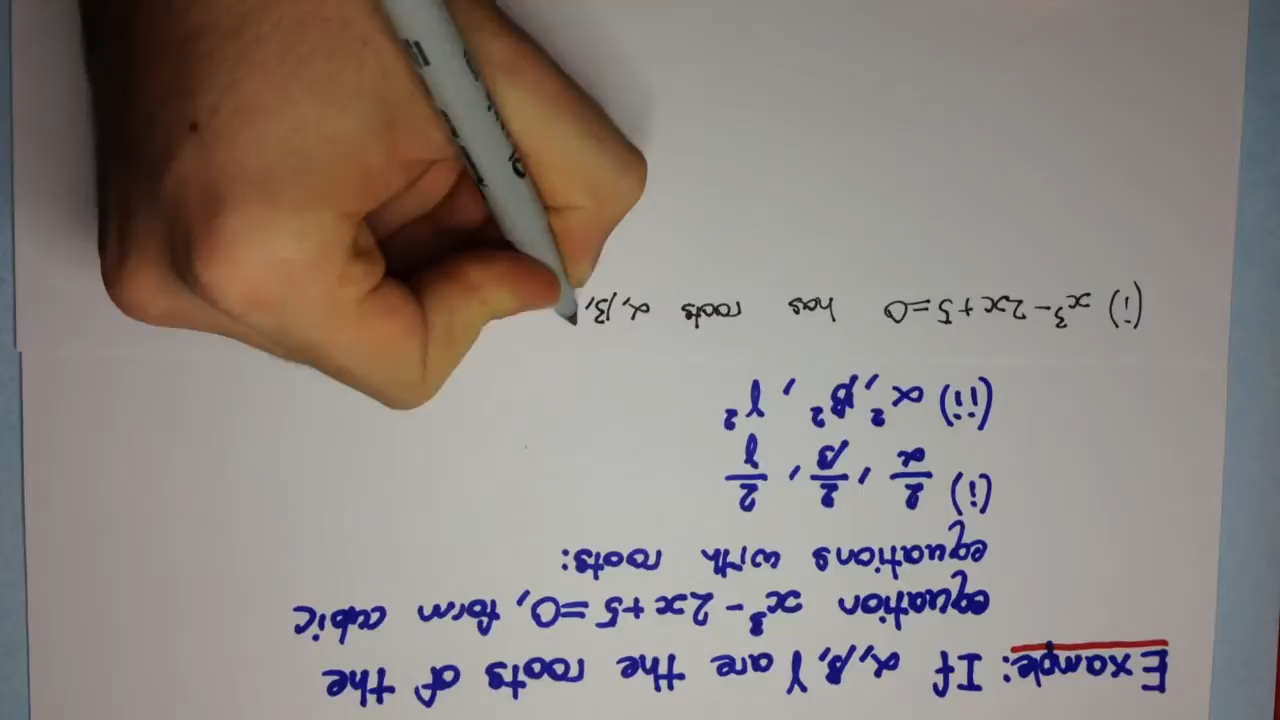 Example: If α, β, γ are the roots of the
equation x³ - 2x + 5 = 0, form cubic
equations with roots:
(i) 2/α, 2/β, 2/γ
(ii) α², β², γ²
(i) x³ - 2x + 5 = 0 has roots α, β,